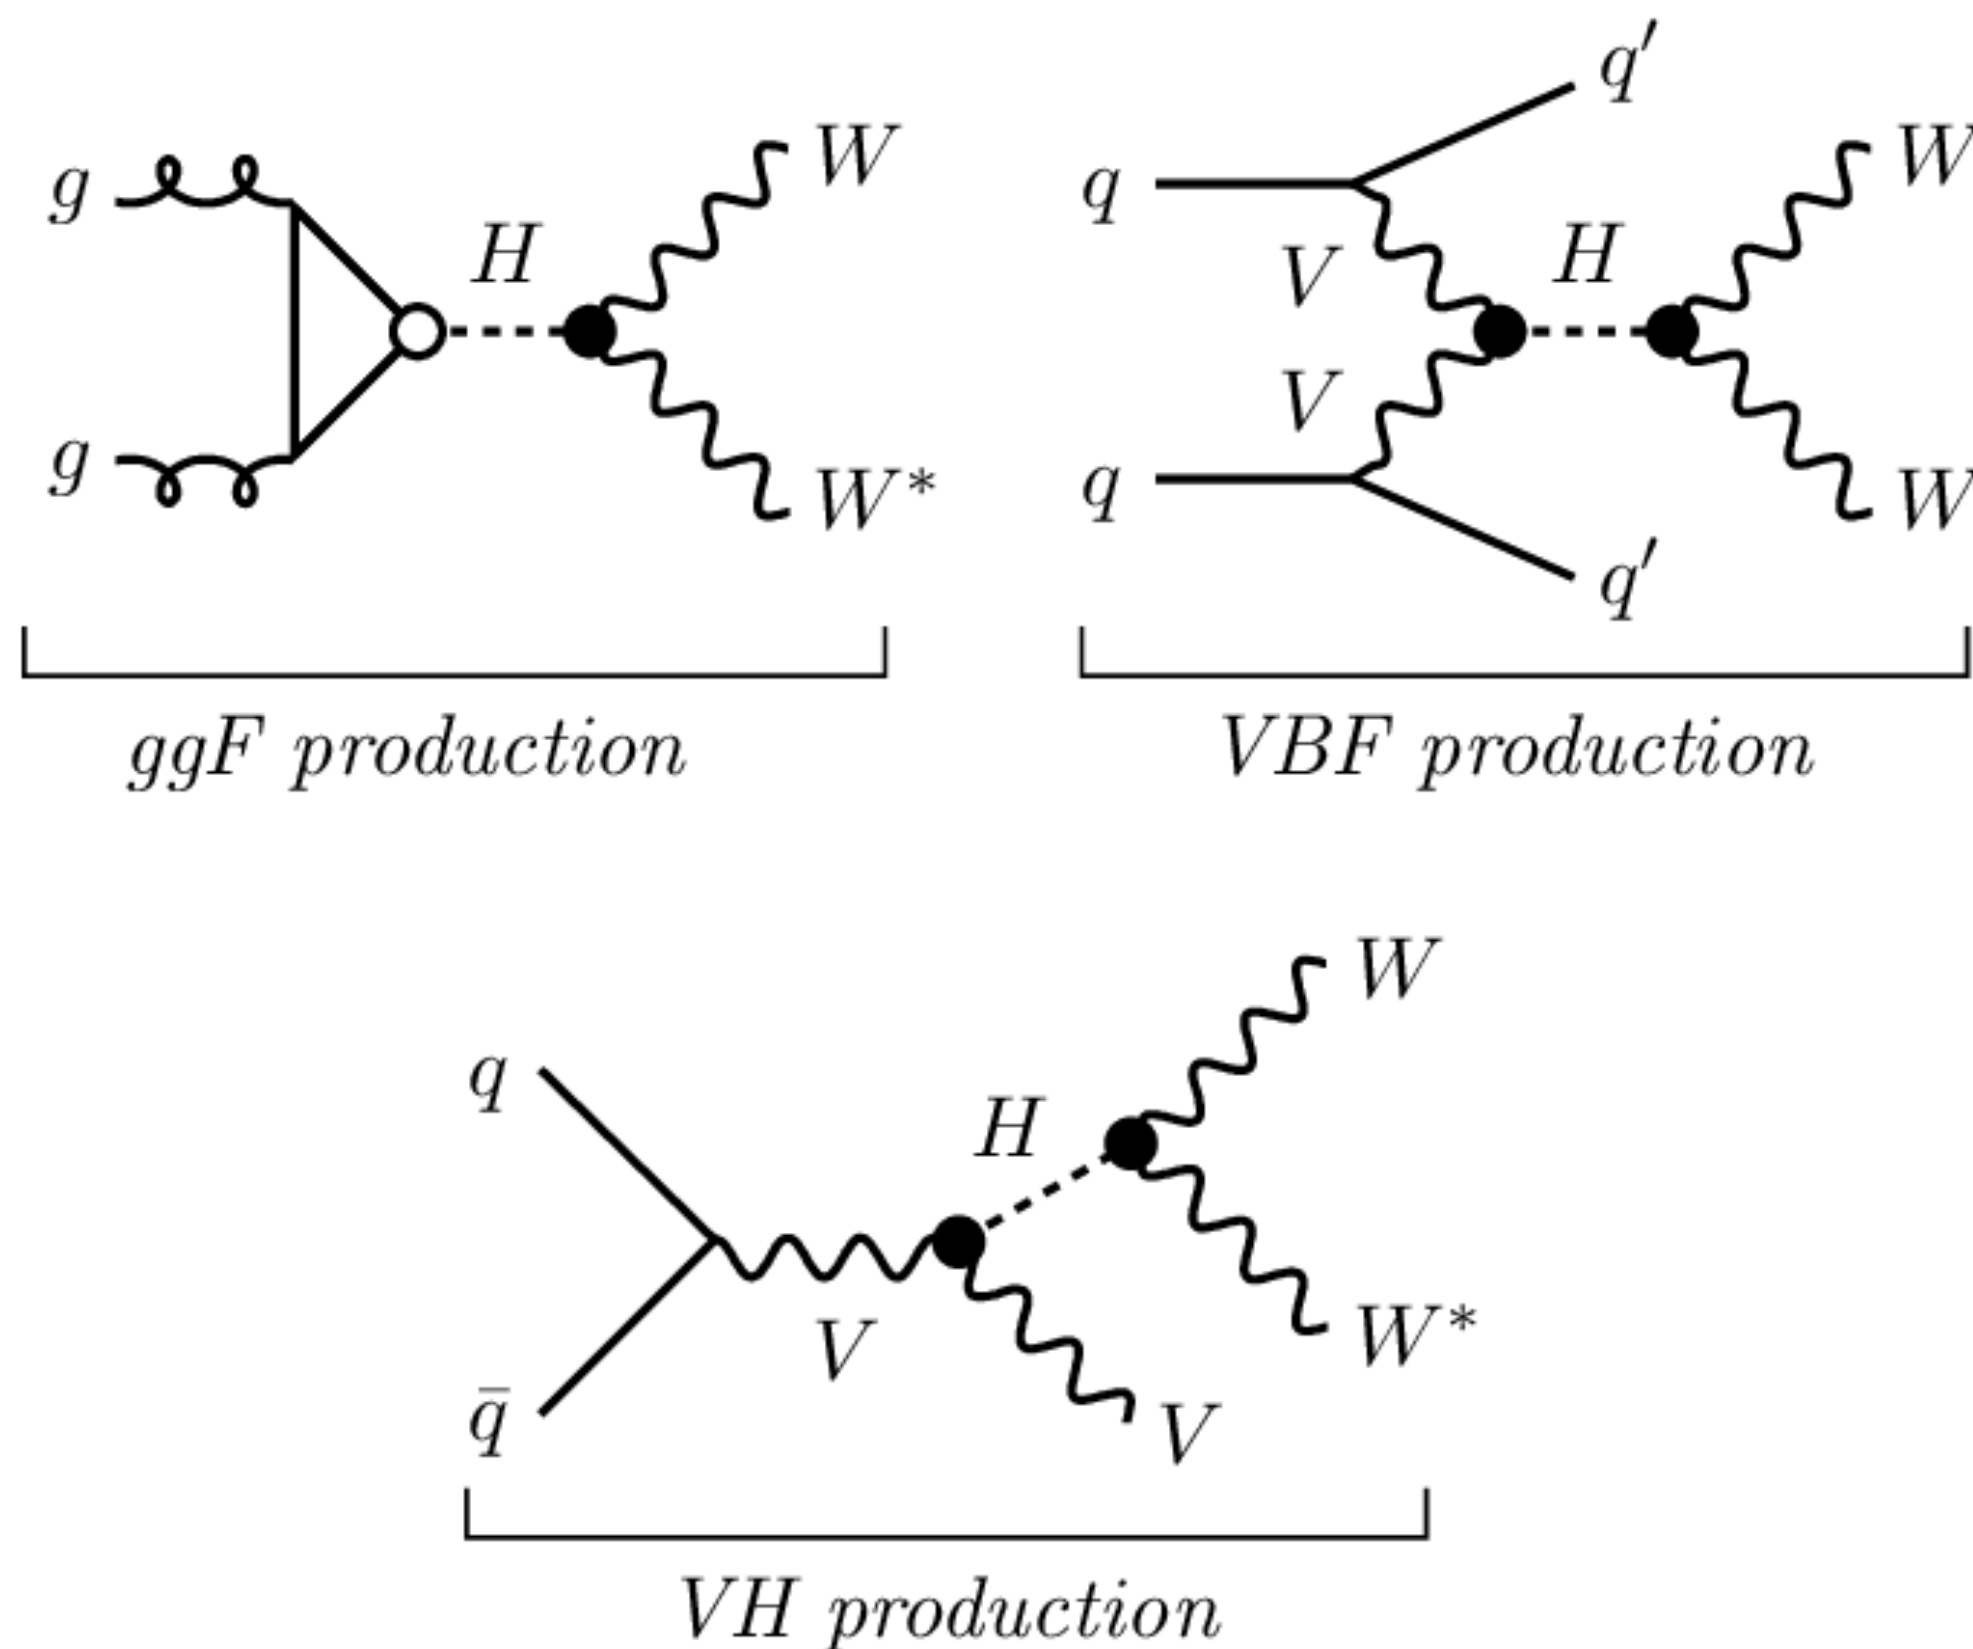 g
g
H
W
W*
ggF production
q
q
V
V
H
q′
q′
W
W
VBF production
q
q̄
V
H
V
W
W*
VH production